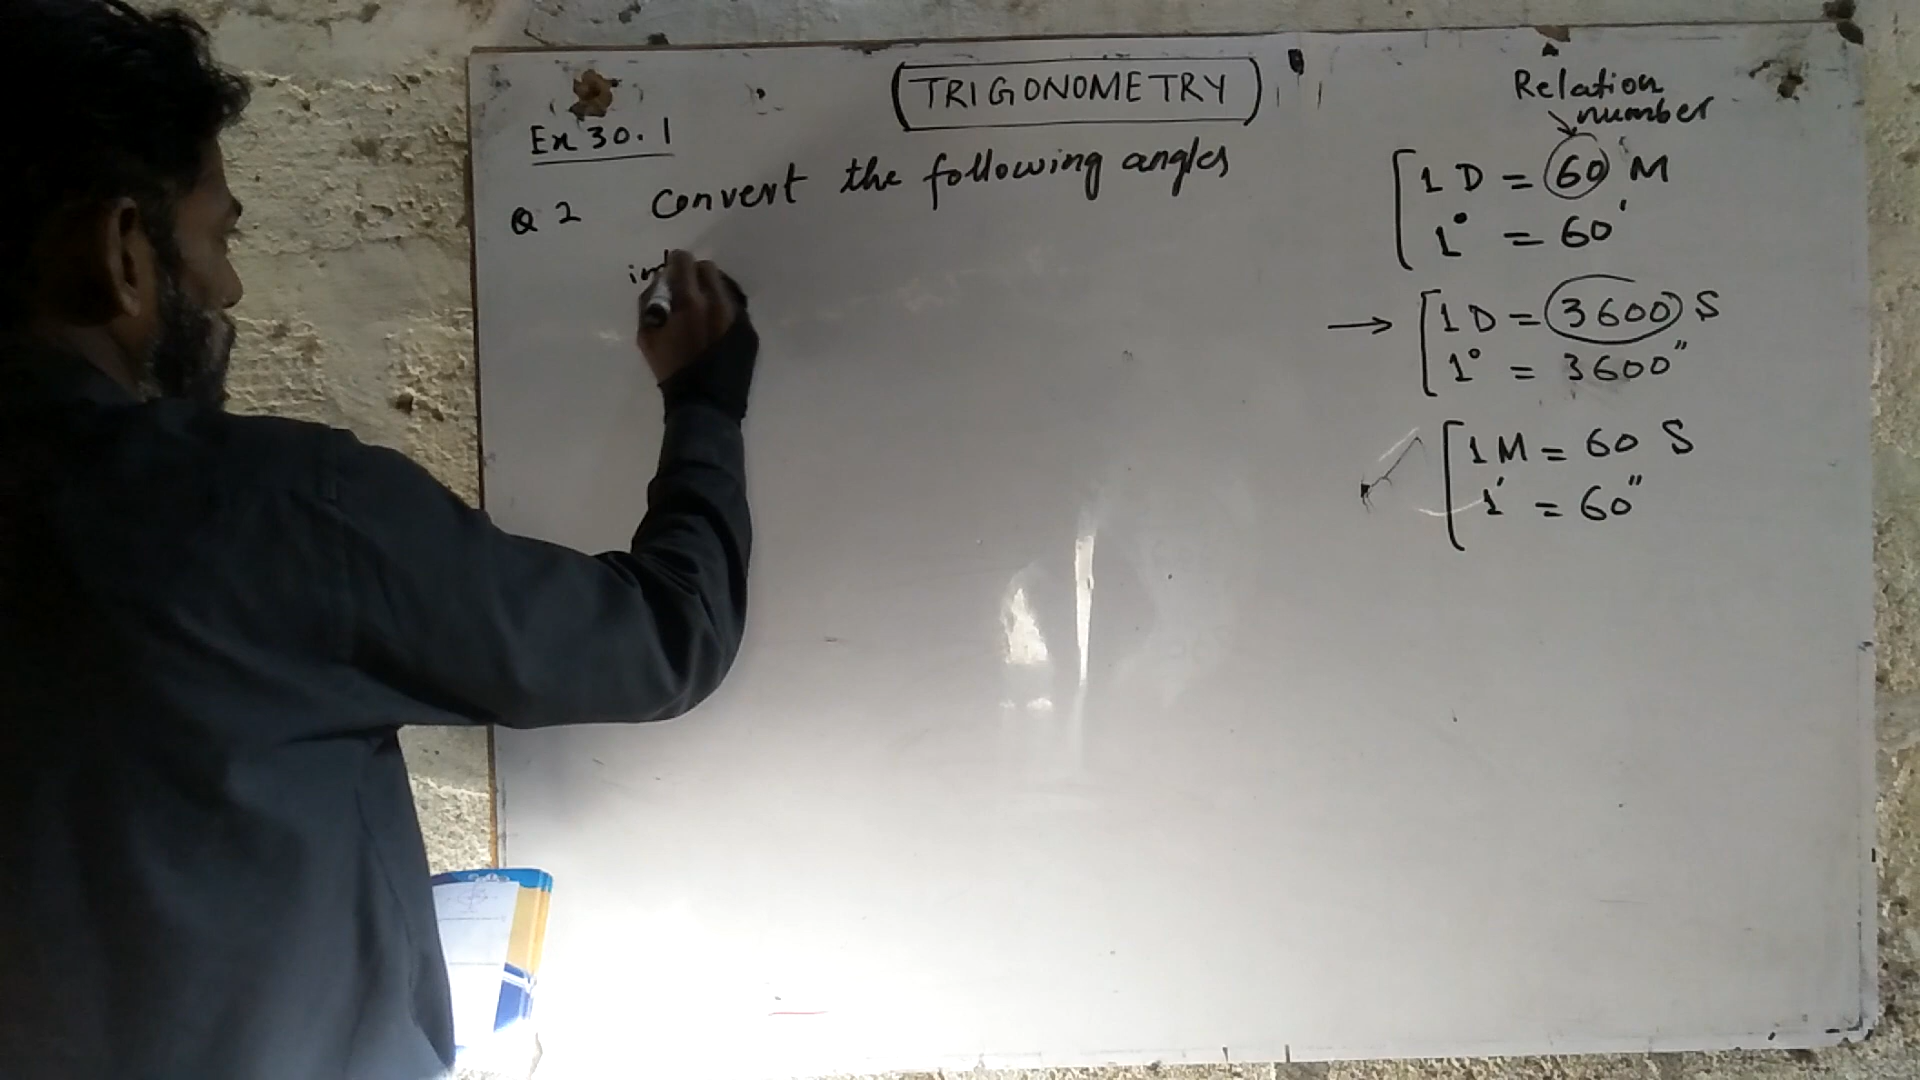 TRIGONOMETRY
Ex 30.1
Q 2 Convert the following angles
Relation
number
1 D = 60 M
1° = 60'
→ 1 D = 3600 S
1° = 3600"
1 M = 60 S
1' = 60"